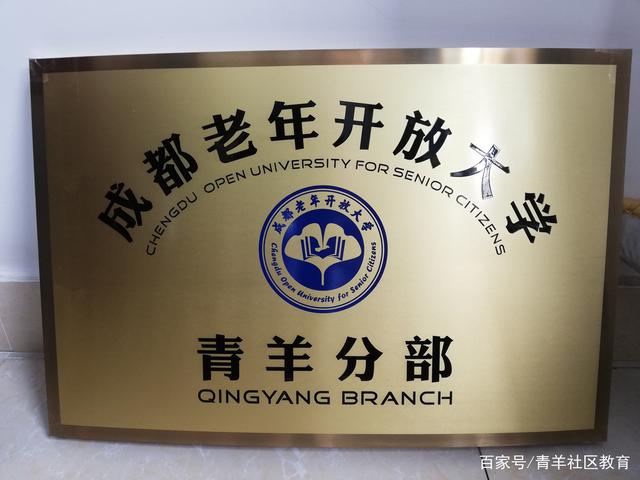 成都老年开放大学
CHENGDU OPEN UNIVERSITY FOR SENIOR CITIZENS
成都老年开放大学
Chengdu Open University for Senior Citizens
青羊分部
QINGYANG BRANCH
百家号/青羊社区教育